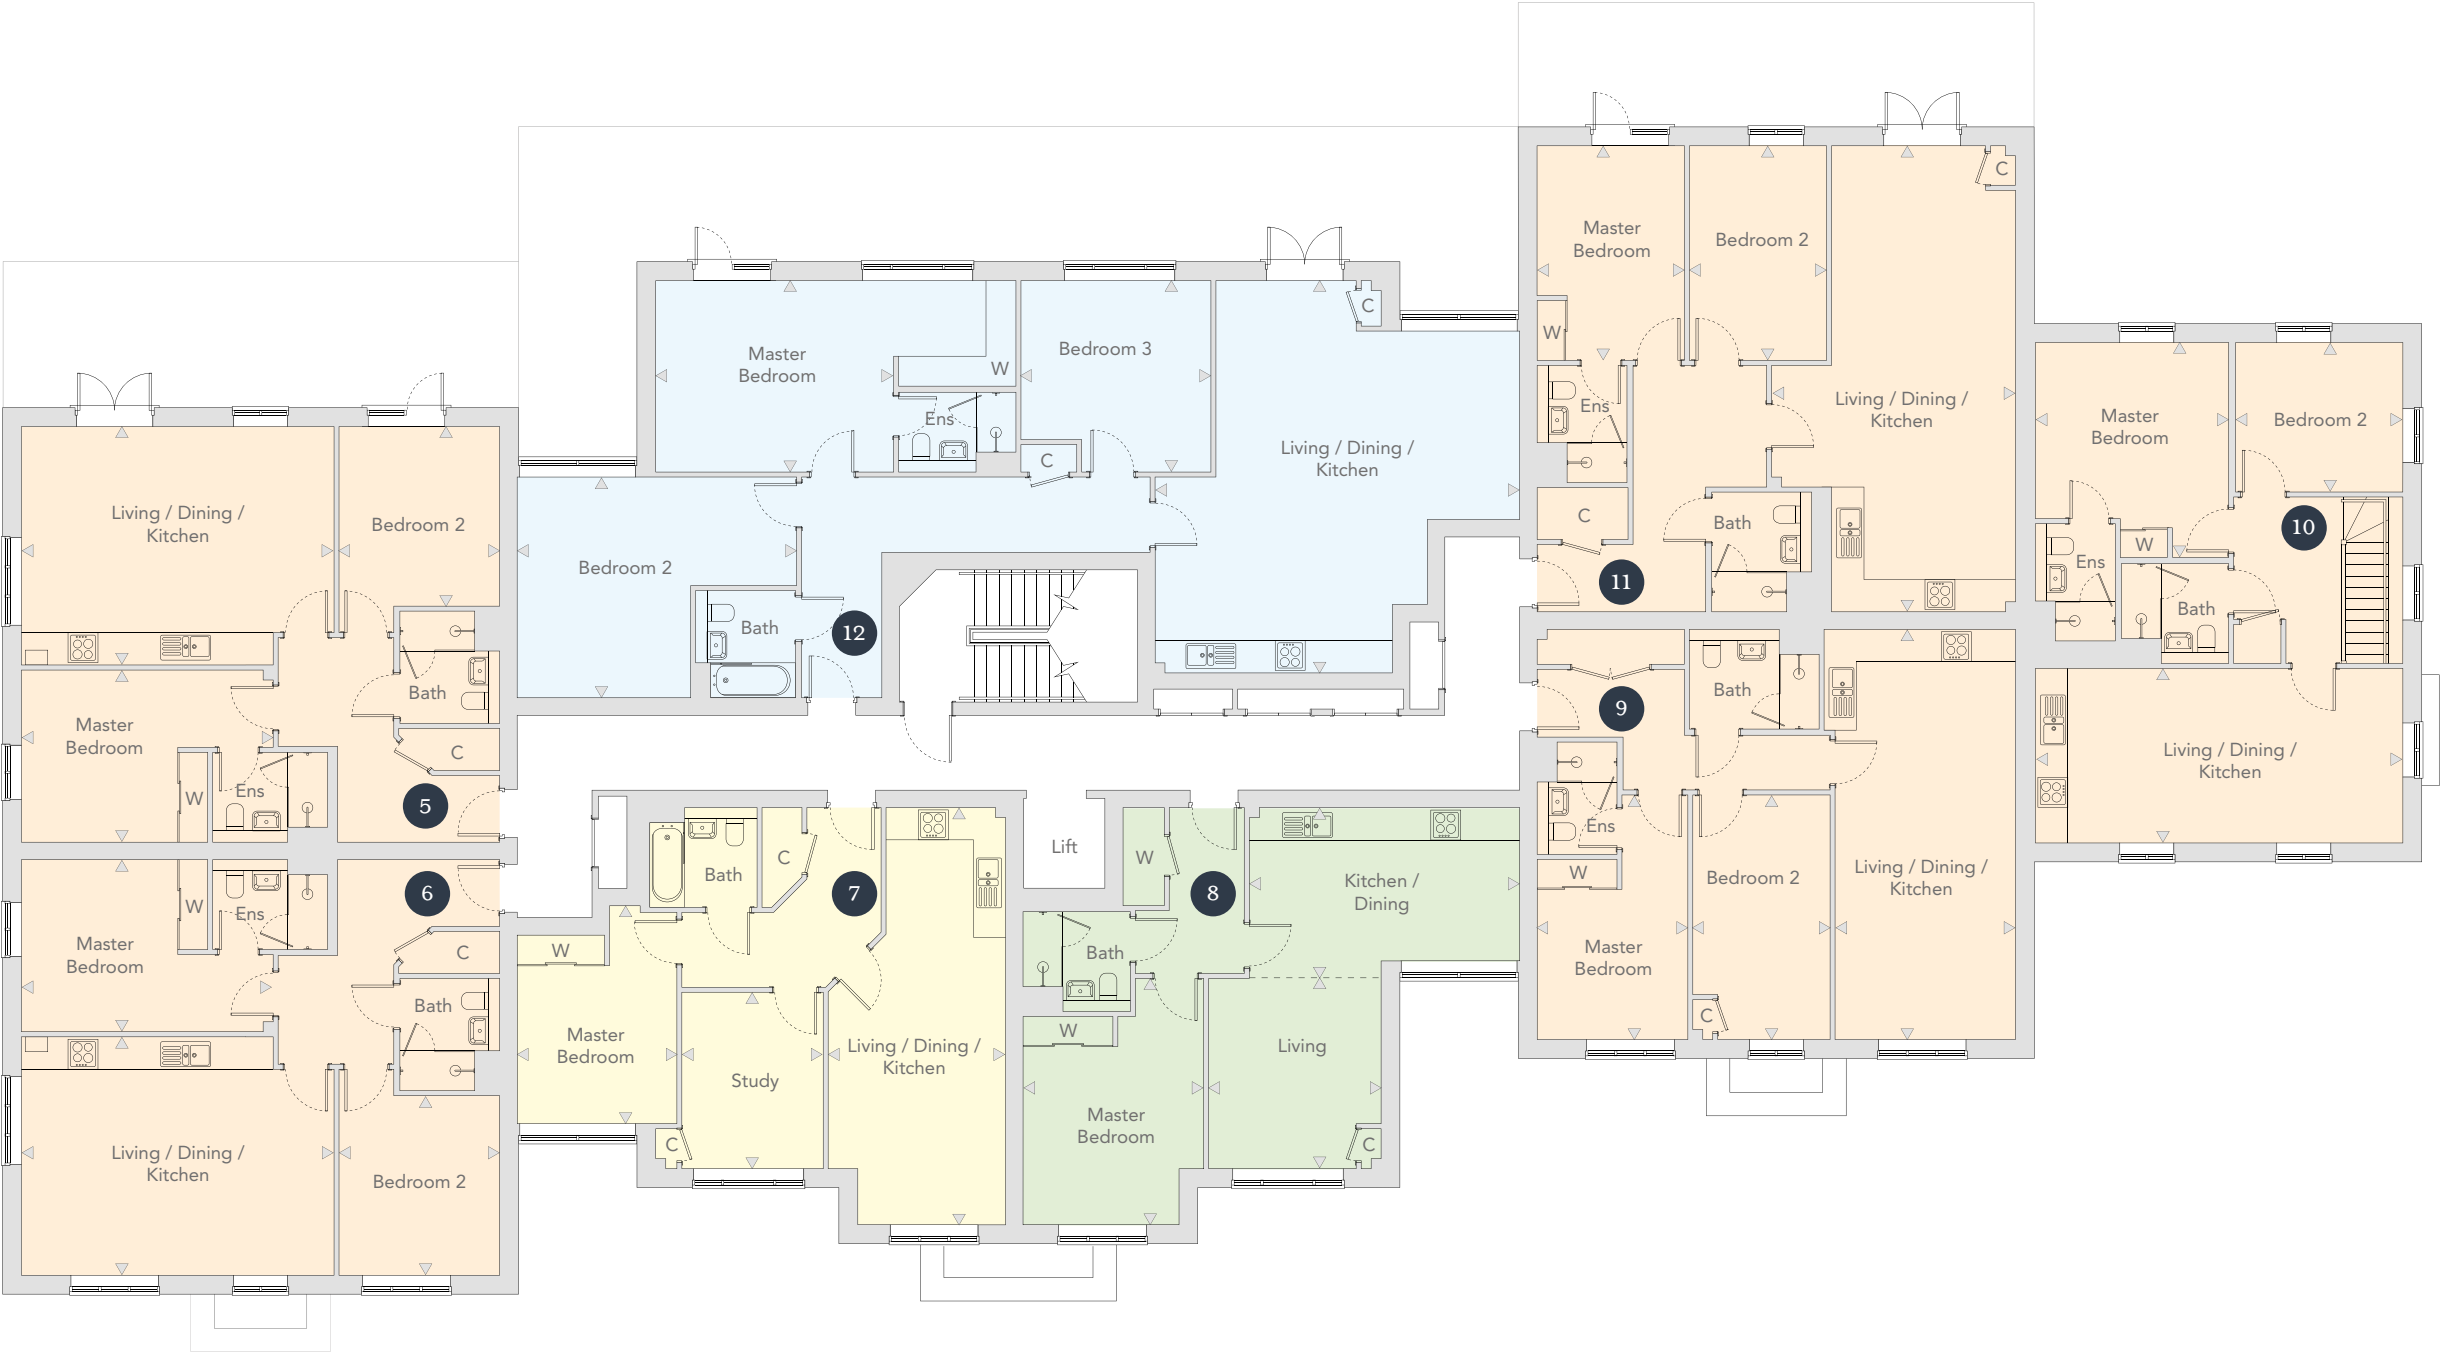 Living / Dining /
Kitchen
Bedroom 2
Bath
C
Master
Bedroom
W
Ens
5
6
Master
Bedroom
W
Ens
C
Bath
Living / Dining /
Kitchen
Bedroom 2
Master
Bedroom
W
Ens
Bedroom 3
C
C
Living / Dining /
Kitchen
Bedroom 2
Bath
12
Bath
C
7
W
Master
Bedroom
Study
C
Living / Dining /
Kitchen
Lift
W
8
Kitchen /
Dining
Bath
W
Living
Master
Bedroom
C
Master
Bedroom
Bedroom 2
C
W
Ens
Living / Dining /
Kitchen
C
Bath
11
9
Bath
Ens
W
Bedroom 2
Living / Dining /
Kitchen
Master
Bedroom
C
Master
Bedroom
Bedroom 2
10
W
Ens
Bath
Living / Dining /
Kitchen